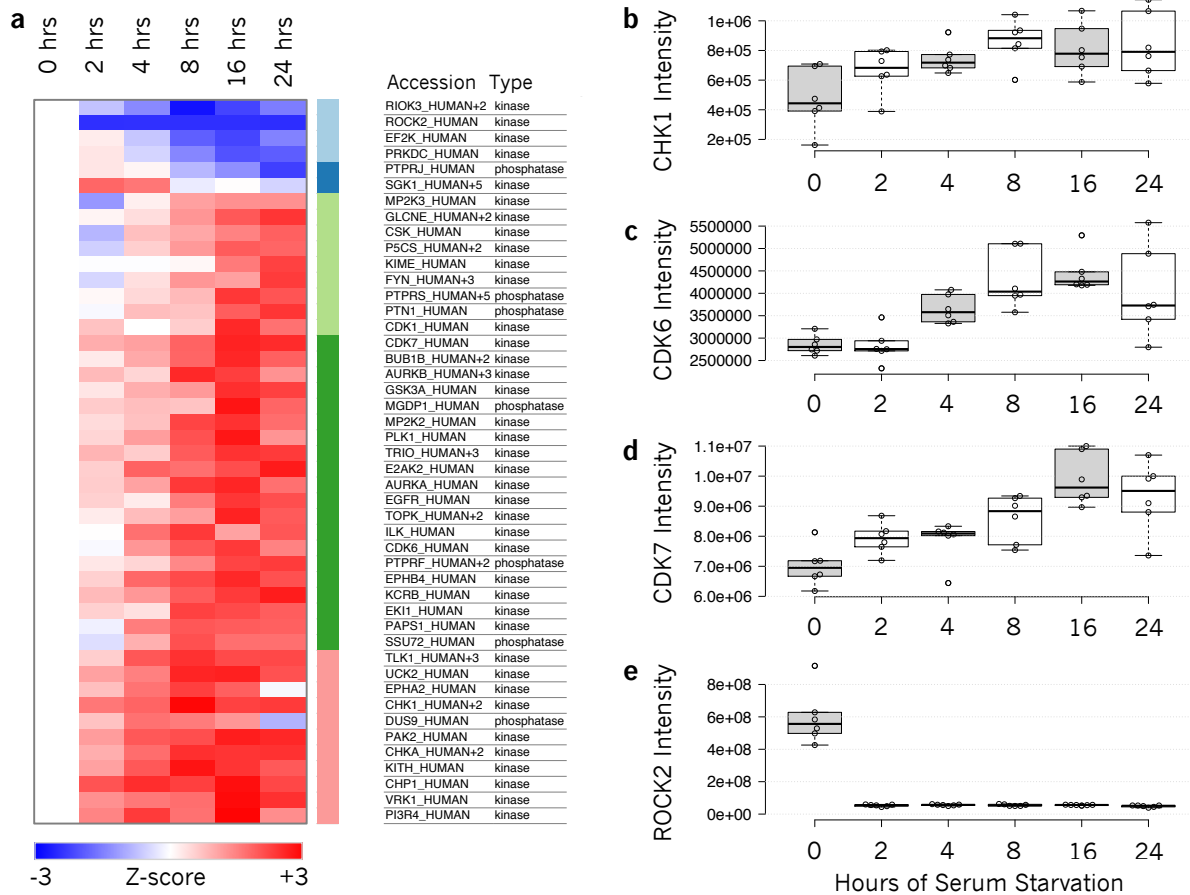 a
0 hrs
2 hrs
4 hrs
8 hrs
16 hrs
24 hrs
Accession Type
RIOK3_HUMAN+2 kinase
ROCK2_HUMAN kinase
EF2K_HUMAN kinase
PRKDC_HUMAN kinase
PTPRJ_HUMAN phosphatase
SGK1_HUMAN+5 kinase
MP2K3_HUMAN kinase
GLCNE_HUMAN+2 kinase
CSK_HUMAN kinase
P5CS_HUMAN+2 kinase
KIME_HUMAN kinase
FYN_HUMAN+3 kinase
PTPRS_HUMAN+5 phosphatase
PTN1_HUMAN phosphatase
CDK1_HUMAN kinase
CDK7_HUMAN kinase
BUB1B_HUMAN+2 kinase
AURKB_HUMAN+3 kinase
GSK3A_HUMAN kinase
MGDP1_HUMAN phosphatase
MP2K2_HUMAN kinase
PLK1_HUMAN kinase
TRIO_HUMAN+3 kinase
E2AK2_HUMAN kinase
AURKA_HUMAN kinase
EGFR_HUMAN kinase
TOPK_HUMAN+2 kinase
ILK_HUMAN kinase
CDK6_HUMAN kinase
PTPRF_HUMAN+2 phosphatase
EPHB4_HUMAN kinase
KCRB_HUMAN kinase
EKI1_HUMAN kinase
PAPS1_HUMAN kinase
SSU72_HUMAN phosphatase
TLK1_HUMAN+3 kinase
UCK2_HUMAN kinase
EPHA2_HUMAN kinase
CHK1_HUMAN+2 kinase
DUS9_HUMAN phosphatase
PAK2_HUMAN kinase
CHKA_HUMAN+2 kinase
KITH_HUMAN kinase
CHP1_HUMAN kinase
VRK1_HUMAN kinase
PI3R4_HUMAN kinase
-3 Z-score +3
b
CHK1 Intensity
1e+06
8e+05
6e+05
4e+05
2e+05
0 2 4 8 16 24
c
CDK6 Intensity
5500000
5000000
4500000
4000000
3500000
3000000
2500000
0 2 4 8 16 24
d
CDK7 Intensity
1.1e+07
1.0e+07
9.0e+06
8.0e+06
7.0e+06
6.0e+06
0 2 4 8 16 24
e
ROCK2 Intensity
8e+08
6e+08
4e+08
2e+08
0e+00
0 2 4 8 16 24
Hours of Serum Starvation